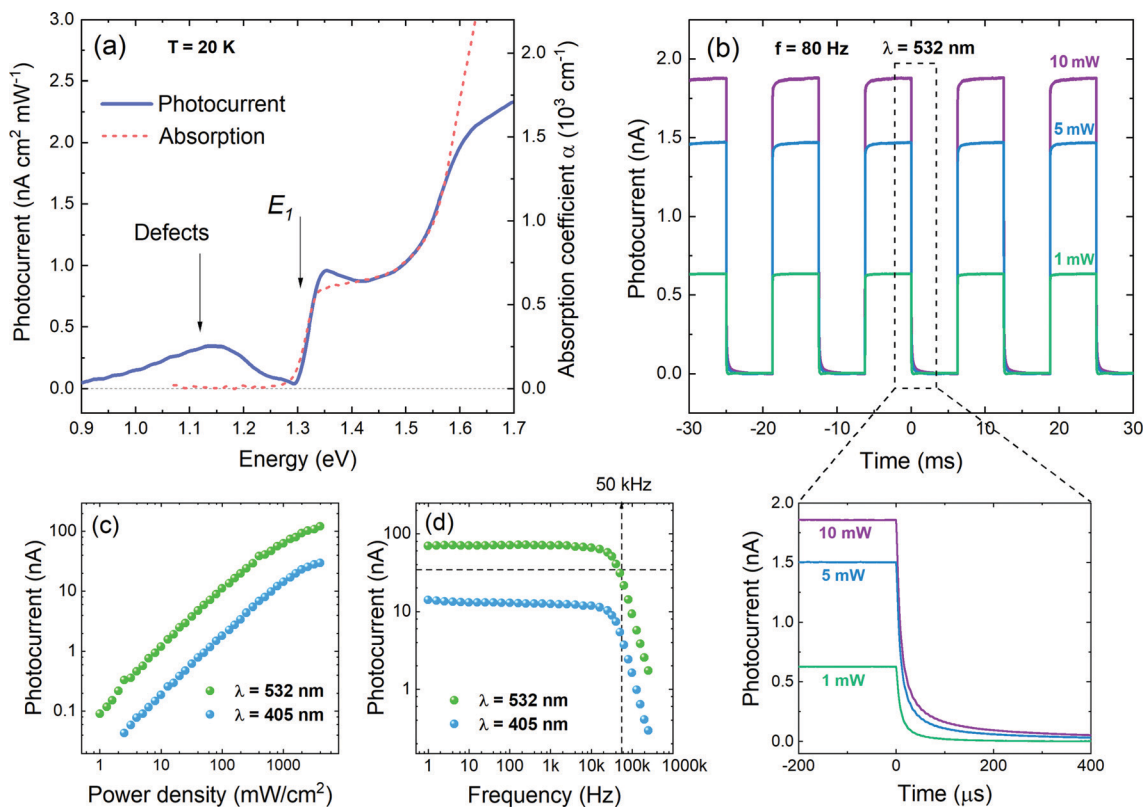 (a)
T = 20 K
Photocurrent
Absorption
Defects
E1
Photocurrent (nA cm² mW⁻¹)
3.0
2.5
2.0
1.5
1.0
0.5
0.0
Absorption coefficient α (10³ cm⁻¹)
2.0
1.5
1.0
0.5
0.0
0.9 1.0 1.1 1.2 1.3 1.4 1.5 1.6 1.7
Energy (eV)
(b)
f = 80 Hz
λ = 532 nm
10 mW
5 mW
1 mW
Photocurrent (nA)
2.0
1.5
1.0
0.5
0.0
-30 -20 -10 0 10 20 30
Time (ms)
(c)
Photocurrent (nA)
100
10
1
0.1
λ = 532 nm
λ = 405 nm
1 10 100 1000
Power density (mW/cm²)
(d)
50 kHz
Photocurrent (nA)
100
10
1
λ = 532 nm
λ = 405 nm
1 10 100 1k 10k 100k 1000k
Frequency (Hz)
Photocurrent (nA)
2.0
1.5
1.0
0.5
0.0
10 mW
5 mW
1 mW
-200 0 200 400
Time (μs)